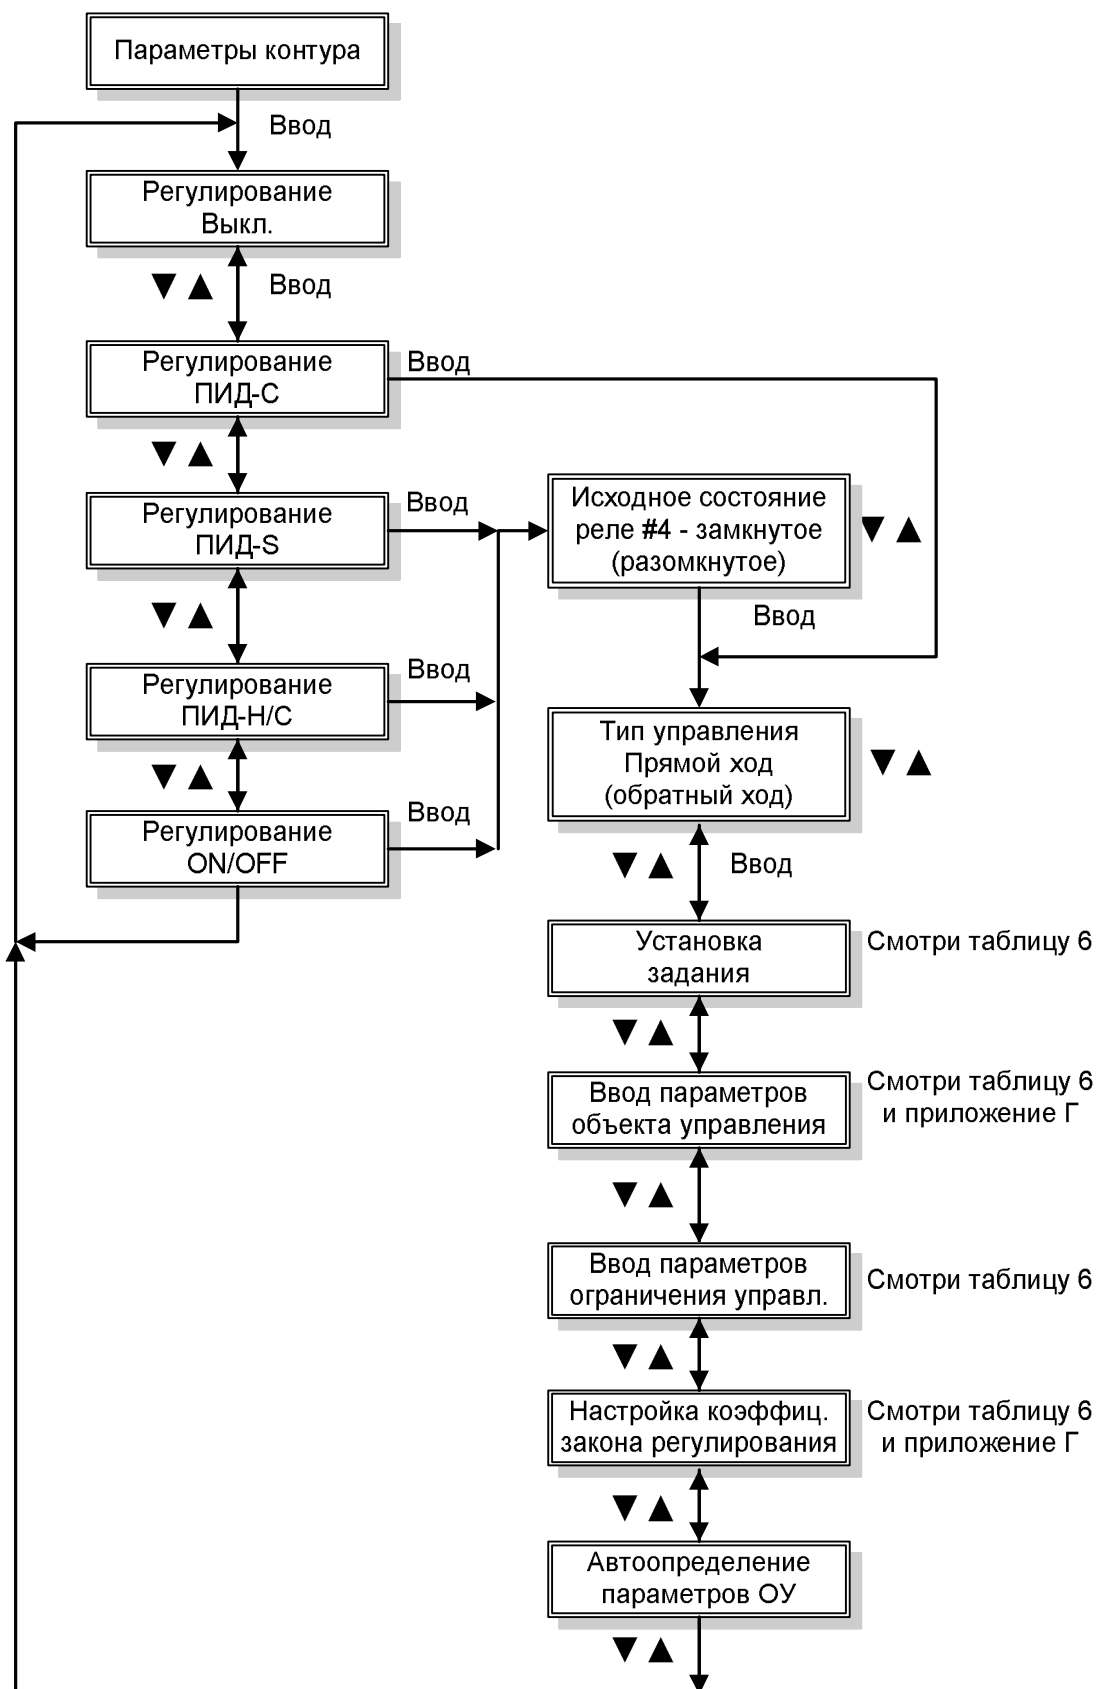 Параметры контура
Ввод
Регулирование
Выкл.
Ввод
Регулирование
ПИД-С
Ввод
Регулирование
ПИД-S
Ввод
Исходное состояние
реле #4 - замкнутое
(разомкнутое)
Ввод
Регулирование
ПИД-Н/С
Ввод
Тип управления
Прямой ход
(обратный ход)
Регулирование
ON/OFF
Ввод
Ввод
Установка
задания
Смотри таблицу 6
Ввод параметров
объекта управления
Смотри таблицу 6
и приложение Г
Ввод параметров
ограничения управл.
Смотри таблицу 6
Настройка коэффиц.
закона регулирования
Смотри таблицу 6
и приложение Г
Автоопределение
параметров ОУ